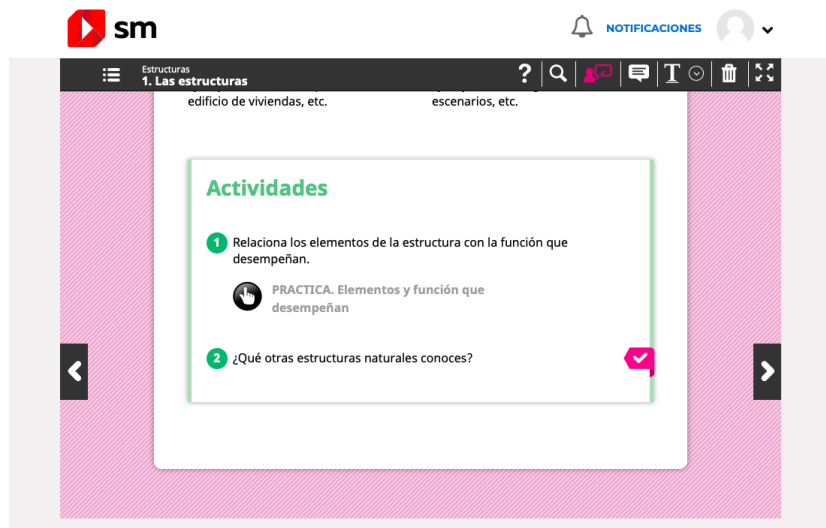 sm
NOTIFICACIONES
Estructuras
1. Las estructuras
edificio de viviendas, etc.
escenarios, etc.
Actividades
1 Relaciona los elementos de la estructura con la función que
desempeñan.
PRACTICA. Elementos y función que
desempeñan
2 ¿Qué otras estructuras naturales conoces?